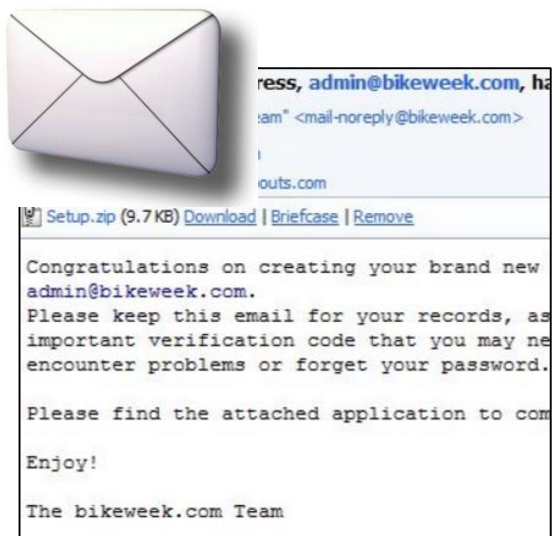 ress, admin@bikeweek.com, ha
eam" <mail-noreply@bikeweek.com>
outs.com
Setup.zip (9.7 KB) Download | Briefcase | Remove
Congratulations on creating your brand new
admin@bikeweek.com.
Please keep this email for your records, as
important verification code that you may ne
encounter problems or forget your password.
Please find the attached application to com
Enjoy!
The bikeweek.com Team